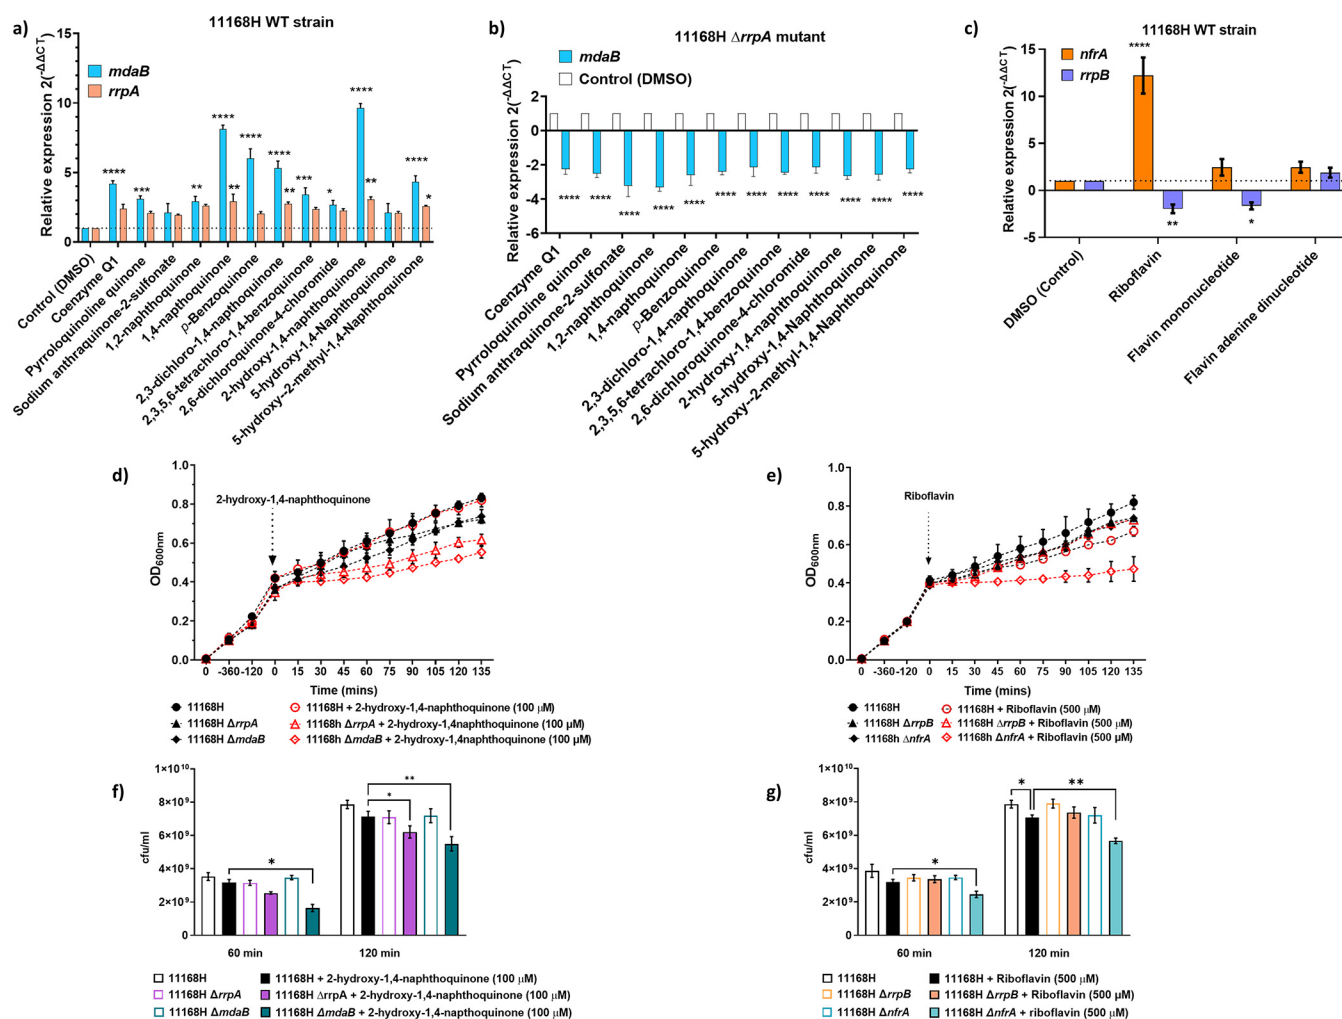 a)
11168H WT strain
Relative expression 2(-ΔΔCT)
15
10
5
0
mdaB
rrpA
****
***
**
****
**
****
****
**
***
*
****
**
****
*
Control (DMSO)
Coenzyme Q1
Pyrroloquinoline quinone
Sodium anthraquinone-2-sulfonate
1,2-naphthoquinone
1,4-napthoquinone
p-Benzoquinone
2,3-dichloro-1,4-napthoquinone
2,3,5,6-tetrachloro-1,4-benzoquinone
2,6-dichloroquinone-4-chloromide
2-hydroxy-1,4-naphthoquinone
5-hydroxy-1,4-Naphthoquinone
5-hydroxy--2-methyl-1,4-Naphthoquinone
b)
11168H ΔrrpA mutant
mdaB
Control (DMSO)
Relative expression 2(-ΔΔCT)
2
0
-2
-4
-6
**** **** **** **** **** **** **** **** **** **** **** ****
Coenzyme Q1
Pyrroloquinoline quinone
Sodium anthraquinone-2-sulfonate
1,2-naphthoquinone
1,4-napthoquinone
p-Benzoquinone
2,3-dichloro-1,4-naptoquinone
2,3,5,6-tetrachloro-1,4-benzoquinone
2,6-dichloroquinone-4-chloromide
2-hydroxy-1,4-naphthoquinone
5-hydroxy-1,4-Naphthoquinone
5-hydroxy--2-methyl-1,4-Naphthoquinone
c)
11168H WT strain
Relative expression 2(-ΔΔCT)
15
10
5
0
-5
nfrA
rrpB
****
**
*
DMSO (Control)
Riboflavin
Flavin mononucleotide
Flavin adenine dinucleotide
d)
OD600nm
1.0
0.8
0.6
0.4
0.2
0.0
2-hydroxy-1,4-naphthoquinone
0 -360 -120 0 15 30 45 60 75 90 105 120 135
Time (mins)
11168H
11168H + 2-hydroxy-1,4-naphthoquinone (100 μM)
11168H ΔrrpA
11168h ΔrrpA + 2-hydroxy-1,4napthoquinone (100 μM)
11168H ΔmdaB
11168h ΔmdaB + 2-hydroxy-1,4napthoquinone (100 μM)
e)
OD600nm
1.0
0.8
0.6
0.4
0.2
0.0
Riboflavin
0 -360 -120 0 15 30 45 60 75 90 105 120 135
Time (mins)
11168H
11168H + Riboflavin (500 μM)
11168H ΔrrpB
11168H ΔrrpB + Riboflavin (500 μM)
11168h ΔnfrA
11168h ΔnfrA + Riboflavin (500 μM)
f)
cfu/ml
1×10^10
8×10^9
6×10^9
4×10^9
2×10^9
0
*
*
**
60 min
120 min
11168H
11168H + 2-hydroxy-1,4-naphthoquinone (100 μM)
11168H ΔrrpA
11168H ΔrrpA + 2-hydroxy-1,4-naphthoquinone (100 μM)
11168H ΔmdaB
11168H ΔmdaB + 2-hydroxy-1,4-napthoquinone (100 μM)
g)
cfu/ml
1×10^10
8×10^9
6×10^9
4×10^9
2×10^9
0
*
*
**
60 min
120 min
11168H
11168H + Riboflavin (500 μM)
11168H ΔrrpB
11168H ΔrrpB + Riboflavin (500 μM)
11168H ΔnfrA
11168H ΔnfrA + riboflavin (500 μM)